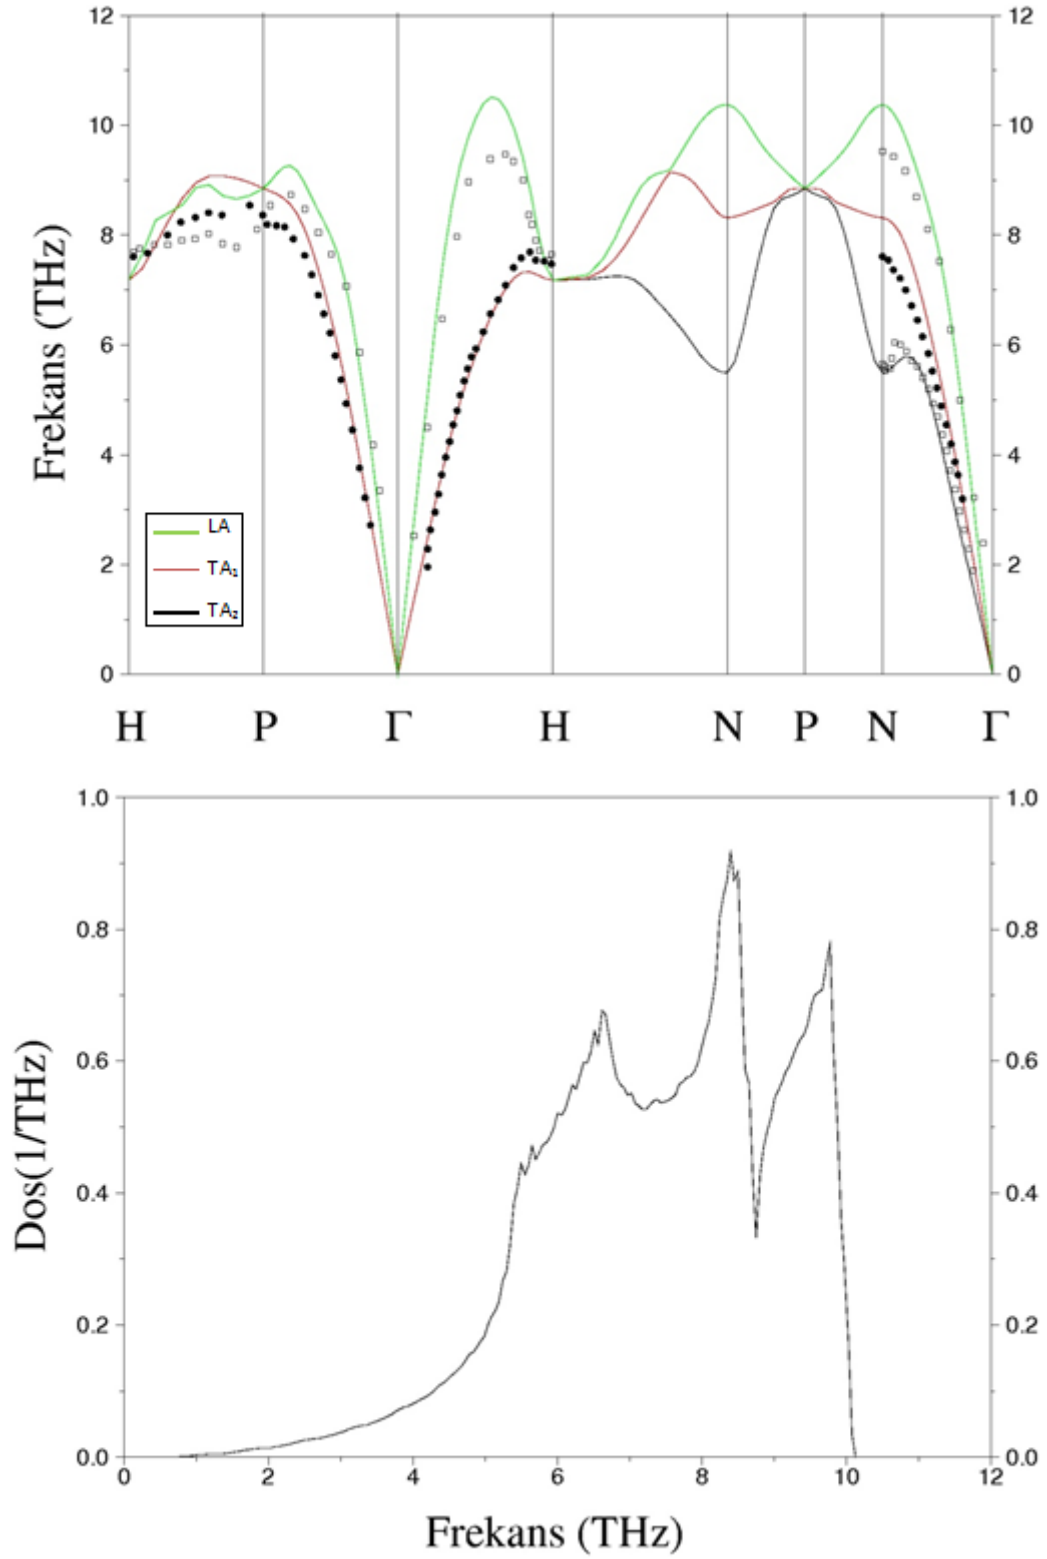 12 12
10 10
8 8
6 6
4 4
2 2
0 0
Frekans (THz)
LA
TA₁
TA₂
H P Γ H N P N Γ
1.0 1.0
0.8 0.8
0.6 0.6
0.4 0.4
0.2 0.2
0.0 0.0
Dos(1/THz)
0 2 4 6 8 10 12
Frekans (THz)